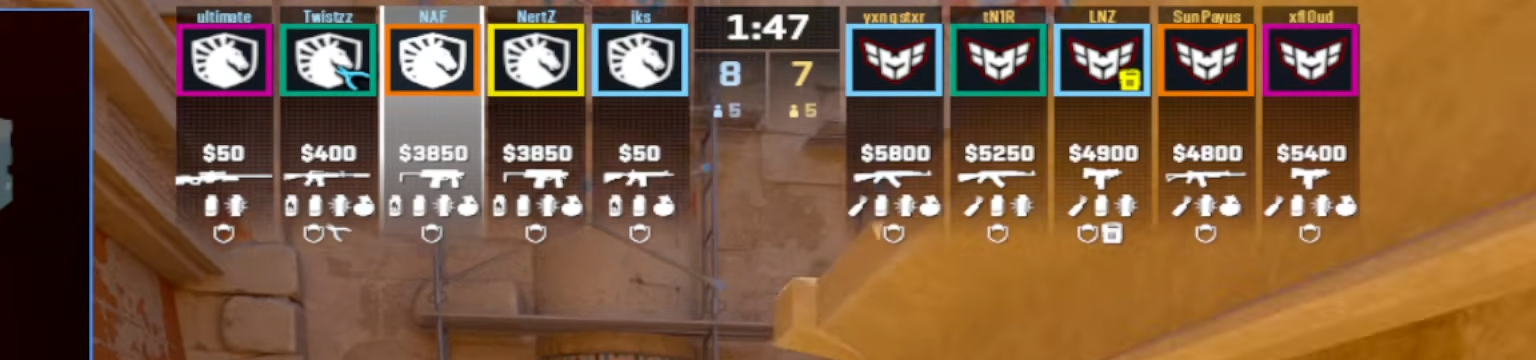 ultimate Twistzz NAF NertZ jks 1:47 yxngstxr tN1R LNZ SunPayus xfl0ud
8 7
5 5
$50 $400 $3850 $3850 $50 $5800 $5250 $4900 $4800 $5400